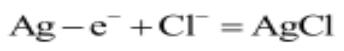 Ag − e⁻ + Cl⁻ = AgCl